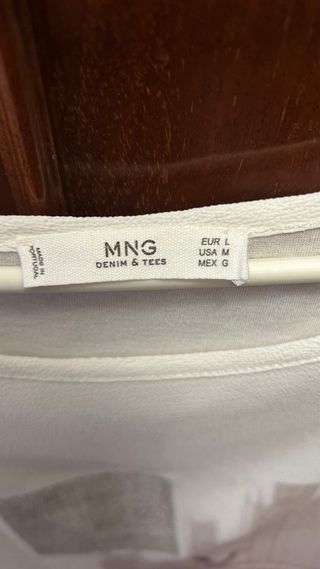 MADE IN
PORTUGAL
MNG
DENIM & TEES
EUR L
USA M
MEX G